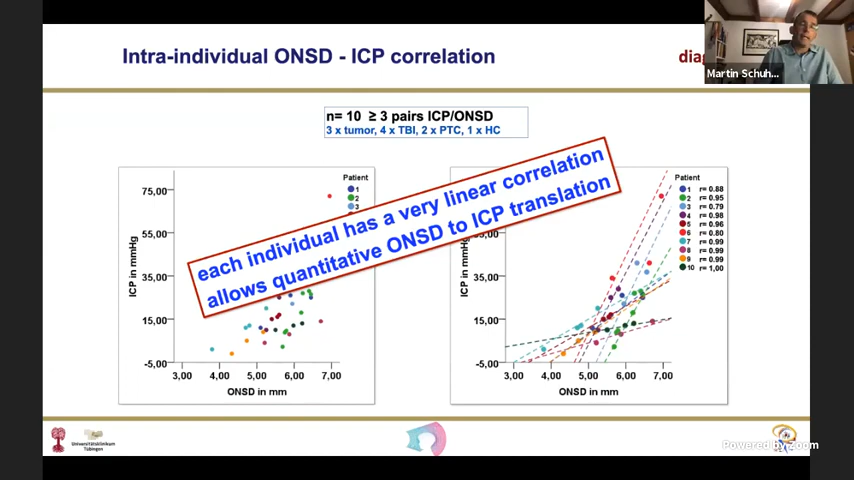 Intra-individual ONSD - ICP correlation
diag
Martin Schuh...
n= 10 ≥ 3 pairs ICP/ONSD
3 x tumor, 4 x TBI, 2 x PTC, 1 x HC
each individual has a very linear correlation
allows quantitative ONSD to ICP translation
Patient
1
2
3
75,00
55,00
35,00
15,00
-5,00
ICP in mmHg
3,00 4,00 5,00 6,00 7,00
ONSD in mm
Patient
1 r= 0.88
2 r= 0.95
3 r= 0.79
4 r= 0.98
5 r= 0.96
6 r= 0.80
7 r= 0.99
8 r= 0.99
9 r= 0.99
10 r= 1,00
55,00
35,00
15,00
-5,00
ICP in mmHg
3,00 4,00 5,00 6,00 7,00
ONSD in mm
Universitätsklinikum
Tübingen
Powered by Zoom